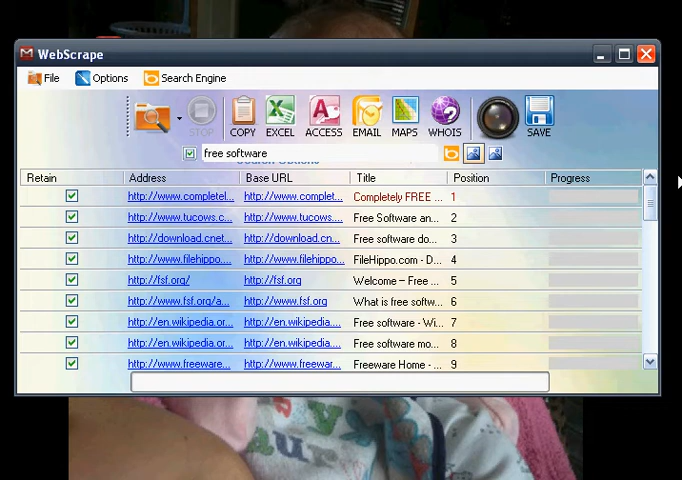 WebScrape
File Options Search Engine
STOP COPY EXCEL ACCESS EMAIL MAPS WHOIS SAVE
free software
Search Options
Retain Address Base URL Title Position Progress
http://www.completel... http://www.complet... Completely FREE ... 1
http://www.tucows.c... http://www.tucows.... Free Software an... 2
http://download.cnet... http://download.cn... Free software do... 3
http://www.filehippo.... http://www.filehippo... FileHippo.com - D... 4
http://fsf.org/ http://fsf.org Welcome — Free ... 5
http://www.fsf.org/a... http://www.fsf.org What is free softw... 6
http://en.wikipedia.or... http://en.wikipedia.... Free software - Wi... 7
http://en.wikipedia.or... http://en.wikipedia.... Free software mo... 8
http://www.freeware... http://www.freewar... Freeware Home - ... 9